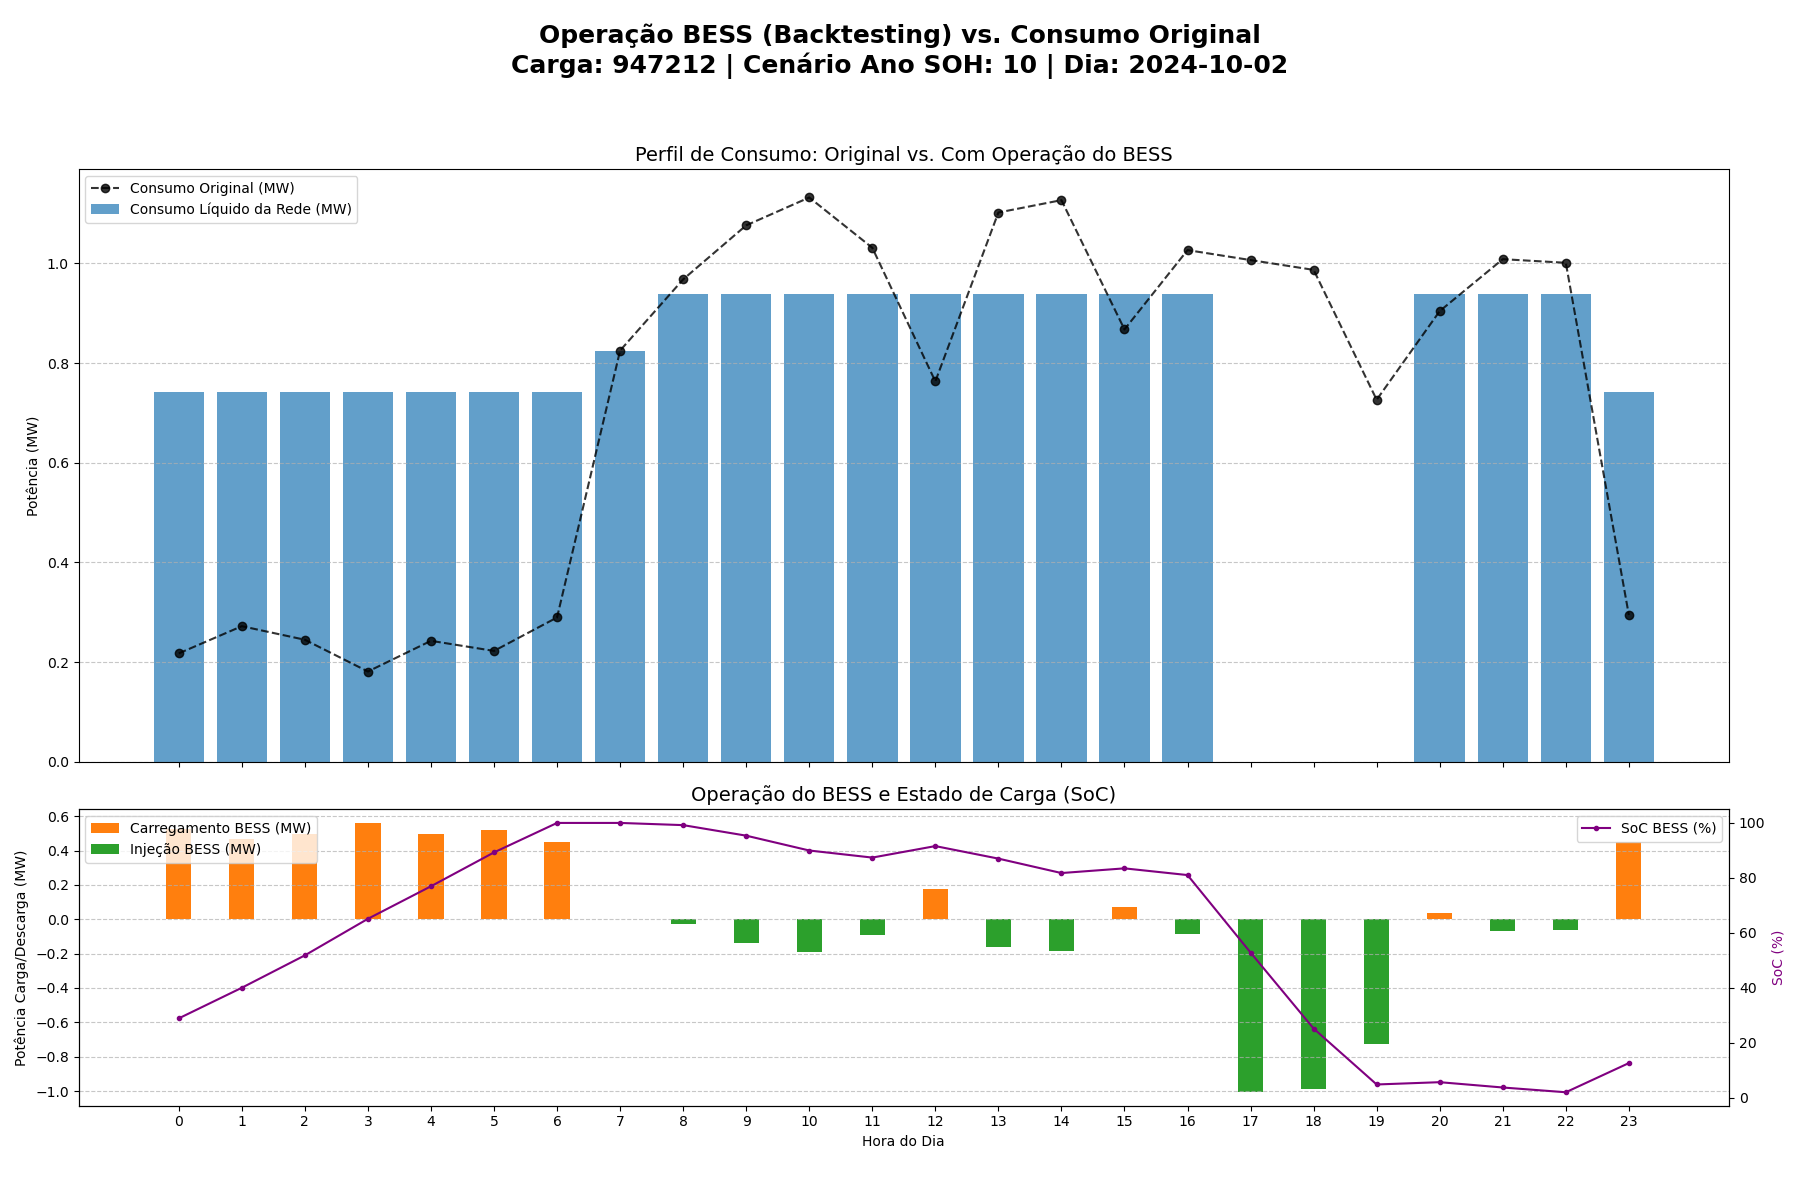 Operação BESS (Backtesting) vs. Consumo Original
Carga: 947212 | Cenário Ano SOH: 10 | Dia: 2024-10-02
Perfil de Consumo: Original vs. Com Operação do BESS
Consumo Original (MW)
Consumo Líquido da Rede (MW)
Potência (MW)
1.0
0.8
0.6
0.4
0.2
0.0
Operação do BESS e Estado de Carga (SoC)
Carregamento BESS (MW)
Injeção BESS (MW)
SoC BESS (%)
Potência Carga/Descarga (MW)
0.6
0.4
0.2
0.0
−0.2
−0.4
−0.6
−0.8
−1.0
100
80
60
40
20
0
SoC (%)
0 1 2 3 4 5 6 7 8 9 10 11 12 13 14 15 16 17 18 19 20 21 22 23
Hora do Dia